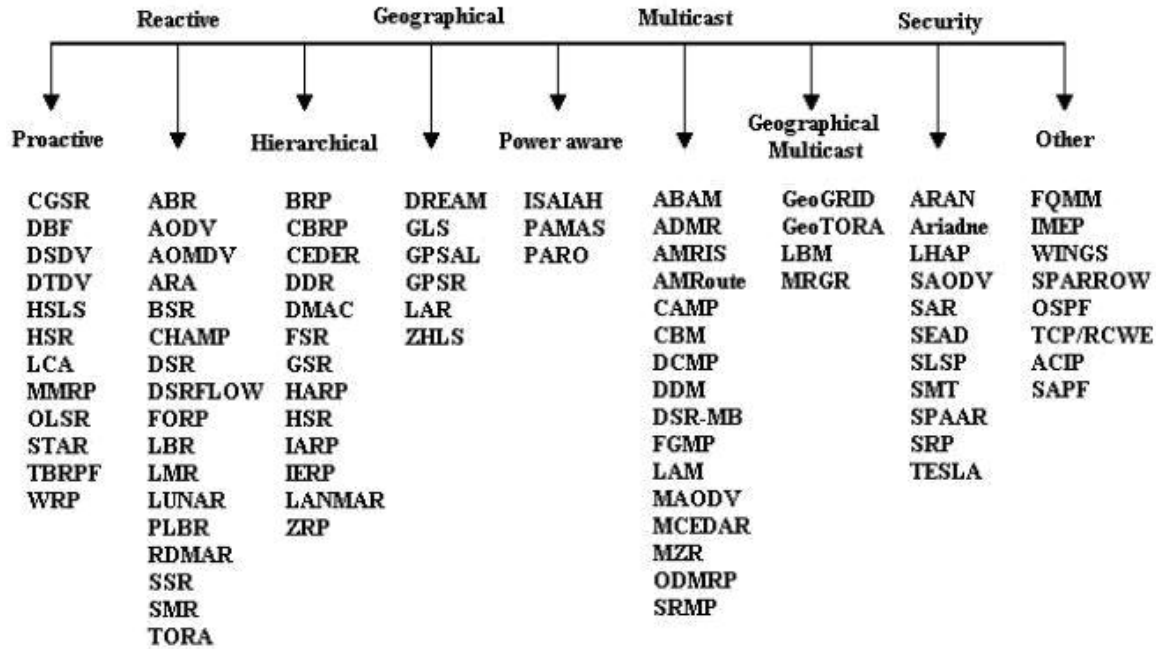 Reactive
Geographical
Multicast
Security
Proactive
Hierarchical
Power aware
Geographical
Multicast
Other
CGSR
DBF
DSDV
DTDV
HSLS
HSR
LCA
MMRP
OLSR
STAR
TBRPF
WRP
ABR
AODV
AOMDV
ARA
BSR
CHAMP
DSR
DSRFLOW
FORP
LBR
LMR
LUNAR
PLBR
RDMAR
SSR
SMR
TORA
BRP
CBRP
CEDER
DDR
DMAC
FSR
GSR
HARP
HSR
IARP
IERP
LANMAR
ZRP
DREAM
GLS
GPSAL
GPSR
LAR
ZHLS
ISAIAH
PAMAS
PARO
ABAM
ADMR
AMRIS
AMRoute
CAMP
CBM
DCMP
DDM
DSR-MB
FGMP
LAM
MAODV
MCEDAR
MZR
ODMRP
SRMP
GeoGRID
GeoTORA
LBM
MRGR
ARAN
Ariadne
LHAP
SAODV
SAR
SEAD
SLSP
SMT
SPAAR
SRP
TESLA
FQMM
IMEP
WINGS
SPARROW
OSPF
TCP/RCWE
ACIP
SAPF